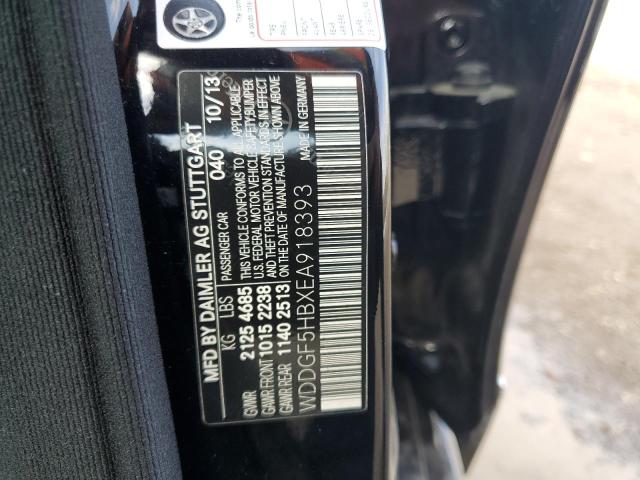 MFD BY DAIMLER AG STUTTGART
040 10/13
PASSENGER CAR
KG LBS
GVWR 2125 4685
GAWR FRONT 1015 2238
GAWR REAR 1140 2513
THIS VEHICLE CONFORMS TO ALL APPLICABLE
U.S. FEDERAL MOTOR VEHICLE SAFETY/BUMPER
& THEFT PREVENTION STANDARDS IN EFFECT
ON THE DATE OF MANUFACTURE SHOWN ABOVE
MADE IN GERMANY
WDDGF5HBXEA918393